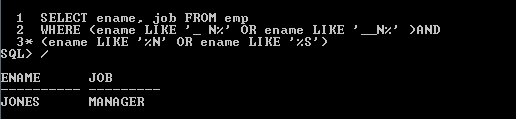 1 SELECT ename, job FROM emp
2 WHERE (ename LIKE '_ N%' OR ename LIKE '__N%' )AND
3* (ename LIKE '%N' OR ename LIKE '%S')
SQL> /
ENAME JOB
---------- ---------
JONES MANAGER